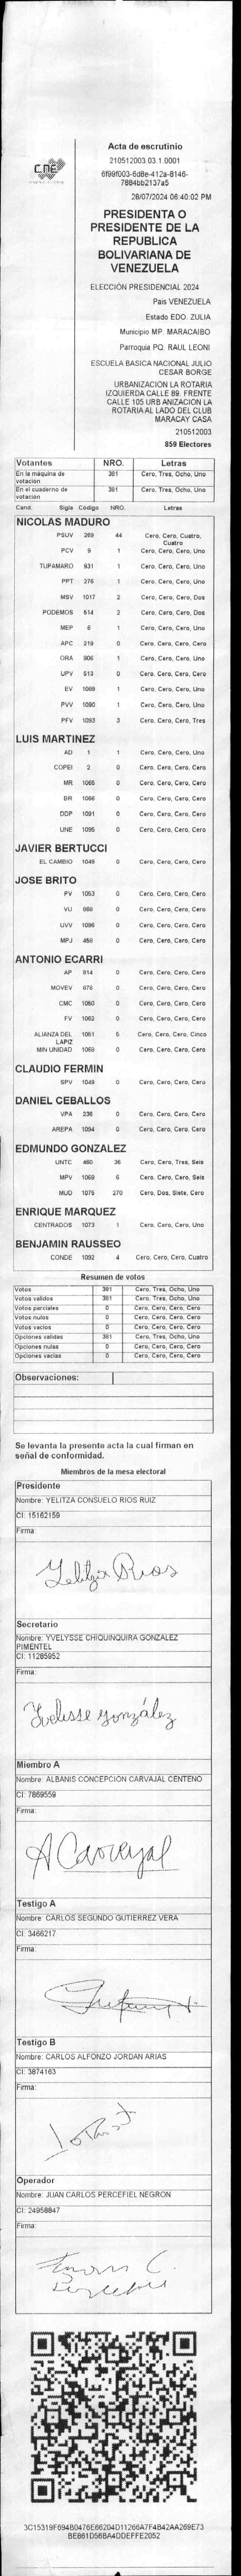 CNE
Acta de escrutinio
210512003.03.1.0001
6f99f003-6d8e-412a-8146-
7884bb2137a5
28/07/2024 06:40:02 PM
PRESIDENTA O
PRESIDENTE DE LA
REPUBLICA
BOLIVARIANA DE
VENEZUELA
ELECCIÓN PRESIDENCIAL 2024
Pais VENEZUELA
Estado EDO. ZULIA
Municipio MP. MARACAIBO
Parroquia PQ. RAUL LEONI
ESCUELA BASICA NACIONAL JULIO
CESAR BORGE
URBANIZACION LA ROTARIA
IZQUIERDA CALLE 89. FRENTE
CALLE 105 URB ANIZACION LA
ROTARIA AL LADO DEL CLUB
MARACAY CASA
210512003
859 Electores
Votantes NRO. Letras
En la máquina de votación 381 Cero, Tres, Ocho, Uno
En el cuaderno de votación 381 Cero, Tres, Ocho, Uno
Cand. Sigla Código NRO. Letras
NICOLAS MADURO
PSUV 269 44 Cero, Cero, Cuatro, Cuatro
PCV 9 1 Cero, Cero, Cero, Uno
TUPAMARO 931 1 Cero, Cero, Cero, Uno
PPT 276 1 Cero, Cero, Cero, Uno
MSV 1017 2 Cero, Cero, Cero, Dos
PODEMOS 514 2 Cero, Cero, Cero, Dos
MEP 6 1 Cero, Cero, Cero, Uno
APC 219 0 Cero, Cero, Cero, Cero
ORA 906 1 Cero, Cero, Cero, Uno
UPV 513 0 Cero, Cero, Cero, Cero
EV 1089 1 Cero, Cero, Cero, Uno
PVV 1090 1 Cero, Cero, Cero, Uno
PFV 1093 3 Cero, Cero, Cero, Tres
LUIS MARTINEZ
AD 1 1 Cero, Cero, Cero, Uno
COPEI 2 0 Cero, Cero, Cero, Cero
MR 1065 0 Cero, Cero, Cero, Cero
BR 1066 0 Cero, Cero, Cero, Cero
DDP 1091 0 Cero, Cero, Cero, Cero
UNE 1095 0 Cero, Cero, Cero, Cero
JAVIER BERTUCCI
EL CAMBIO 1048 0 Cero, Cero, Cero, Cero
JOSE BRITO
PV 1053 0 Cero, Cero, Cero, Cero
VU 868 0 Cero, Cero, Cero, Cero
UVV 1096 0 Cero, Cero, Cero, Cero
MPJ 458 0 Cero, Cero, Cero, Cero
ANTONIO ECARRI
AP 814 0 Cero, Cero, Cero, Cero
MOVEV 878 0 Cero, Cero, Cero, Cero
CMC 1050 0 Cero, Cero, Cero, Cero
FV 1062 0 Cero, Cero, Cero, Cero
ALIANZA DEL LAPIZ 1051 5 Cero, Cero, Cero, Cinco
MIN UNIDAD 1068 0 Cero, Cero, Cero, Cero
CLAUDIO FERMIN
SPV 1049 0 Cero, Cero, Cero, Cero
DANIEL CEBALLOS
VPA 236 0 Cero, Cero, Cero, Cero
AREPA 1094 0 Cero, Cero, Cero, Cero
EDMUNDO GONZALEZ
UNTC 460 36 Cero, Cero, Tres, Seis
MPV 1069 6 Cero, Cero, Cero, Seis
MUD 1075 270 Cero, Dos, Siete, Cero
ENRIQUE MARQUEZ
CENTRADOS 1073 1 Cero, Cero, Cero, Uno
BENJAMIN RAUSSEO
CONDE 1092 4 Cero, Cero, Cero, Cuatro
Resumen de votos
Votos 381 Cero, Tres, Ocho, Uno
Votos validos 381 Cero, Tres, Ocho, Uno
Votos parciales 0 Cero, Cero, Cero, Cero
Votos nulos 0 Cero, Cero, Cero, Cero
Votos vacios 0 Cero, Cero, Cero, Cero
Opciones validas 381 Cero, Tres, Ocho, Uno
Opciones nulas 0 Cero, Cero, Cero, Cero
Opciones vacias 0 Cero, Cero, Cero, Cero
Observaciones:
Se levanta la presente acta la cual firman en
señal de conformidad.
Miembros de la mesa electoral
Presidente
Nombre: YELITZA CONSUELO RIOS RUIZ
CI: 15162159
Firma:
Yelitza Rios
Secretario
Nombre: YVELYSSE CHIQUINQUIRA GONZALEZ
PIMENTEL
CI: 11285952
Firma:
Yvelisse González
Miembro A
Nombre: ALBANIS CONCEPCION CARVAJAL CENTENO
CI: 7869559
Firma:
A Carvajal
Testigo A
Nombre: CARLOS SEGUNDO GUTIERREZ VERA
CI: 3466217
Firma:
Testigo B
Nombre: CARLOS ALFONZO JORDAN ARIAS
CI: 3874163
Firma:
Operador
Nombre: JUAN CARLOS PERCEFIEL NEGRON
CI: 24958847
Firma:
3C15319F694B0476E66204D11266A7F4B42AA269E73
BE861D56BA4DDEFFE2052